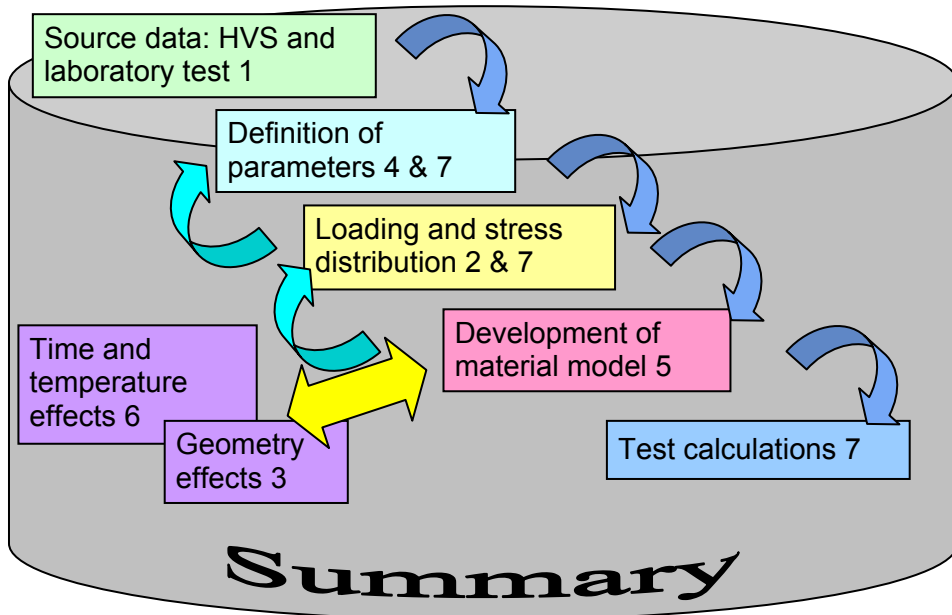 Source data: HVS and
laboratory test 1
Definition of
parameters 4 & 7
Loading and stress
distribution 2 & 7
Development of
material model 5
Time and
temperature
effects 6
Geometry
effects 3
Test calculations 7
Summary